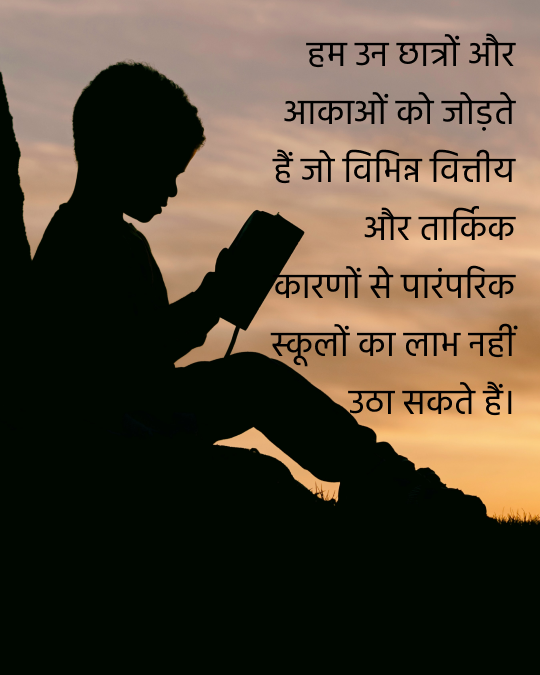 हम उन छात्रों और
आकाओं को जोड़ते
हैं जो विभिन्न वित्तीय
और तार्किक
कारणों से पारंपरिक
स्कूलों का लाभ नहीं
उठा सकते हैं।